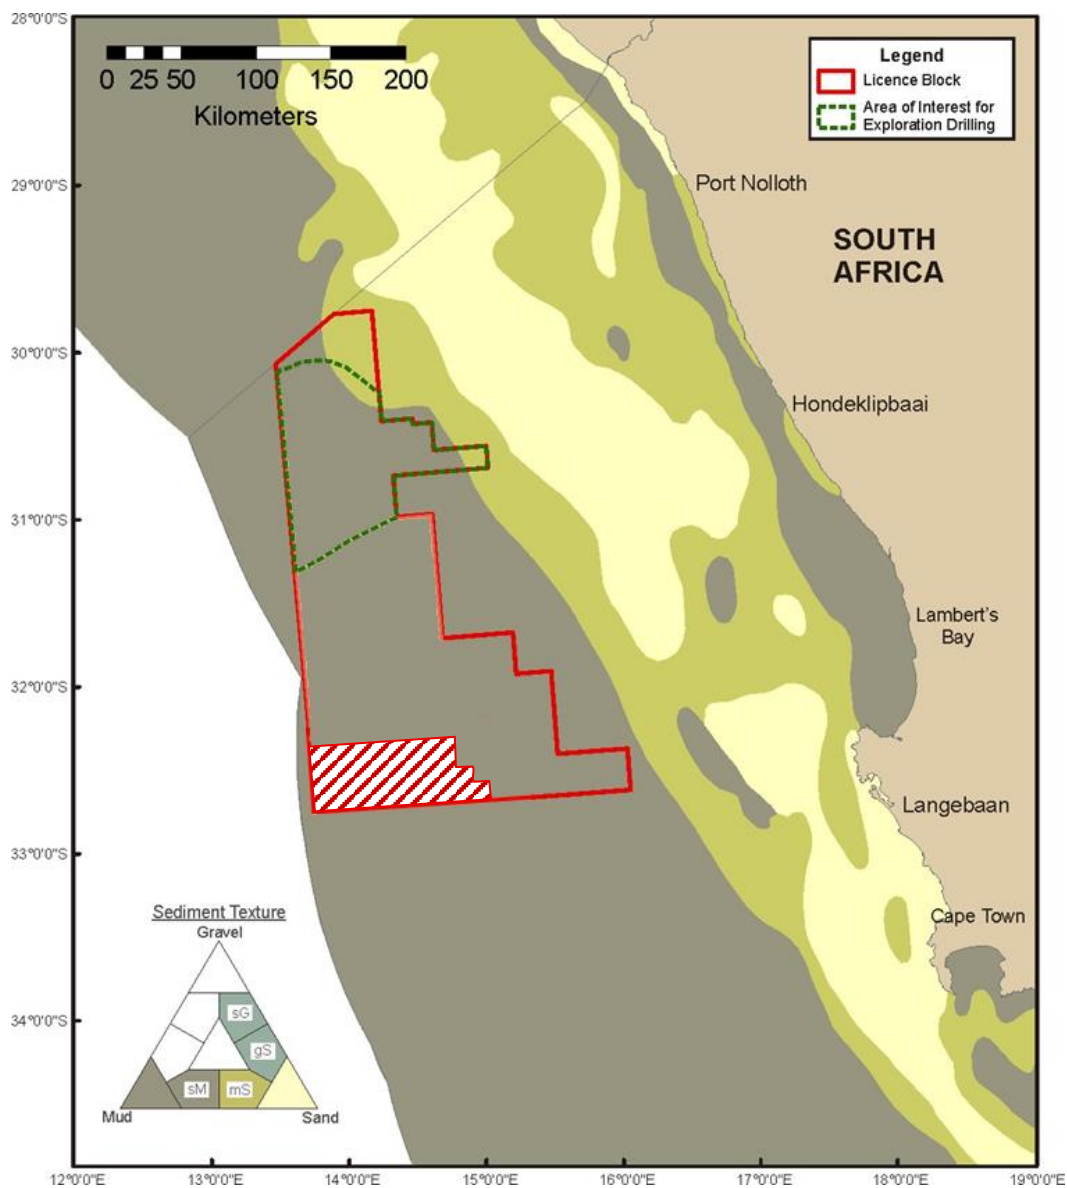 28°0'0"S
0 25 50 100 150 200
Kilometers
Legend
Licence Block
Area of Interest for
Exploration Drilling
29°0'0"S
Port Nolloth
SOUTH
AFRICA
30°0'0"S
Hondeklipbaai
31°0'0"S
Lambert's
Bay
32°0'0"S
Langebaan
33°0'0"S
Sediment Texture
Gravel
Cape Town
sG
34°0'0"S
gS
sM
mS
Mud
Sand
12°0'0"E
13°0'0"E
14°0'0"E
15°0'0"E
16°0'0"E
17°0'0"E
18°0'0"E
19°0'0"E